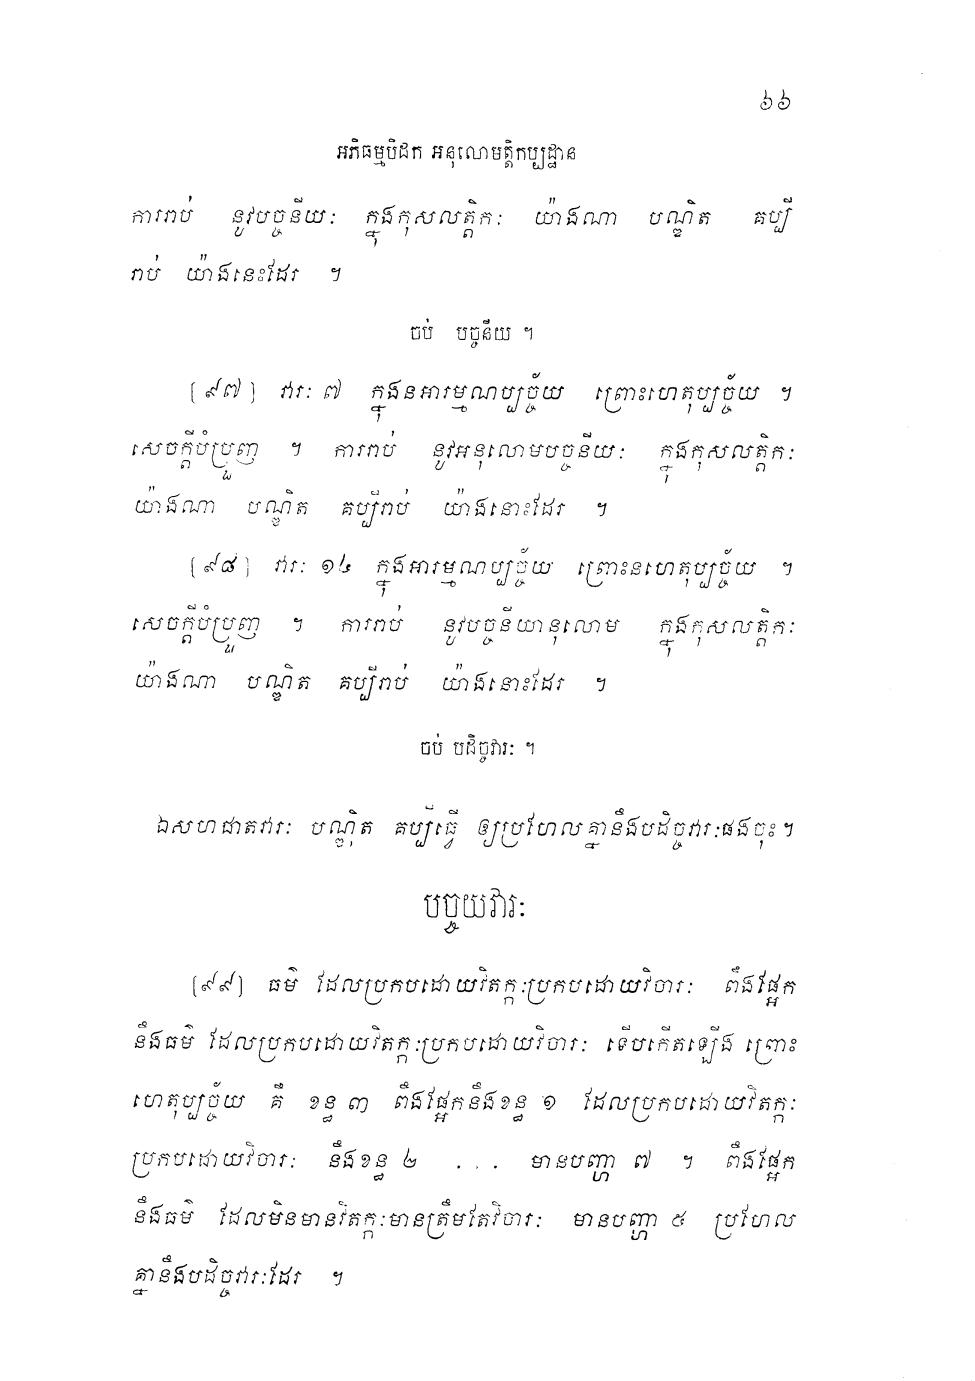 ៦៦
អភិធម្មបិដក អនុលោមត្តិកប្បដ្ឋាន
ការរាប់ នូវបច្ចនីយៈ ក្នុងកុសលត្តិកៈ យ៉ាងណា បណ្ឌិត គប្បី
រាប់ យ៉ាងនេះដែរ ។
ចប់ បច្ចនីយ ។
[៩៧] វារៈ ៧ ក្នុងនអារម្មណប្បច្ច័យ ព្រោះហេតុប្បច្ច័យ ។
សេចក្តីបំប្រួញ ។ ការរាប់ នូវអនុលោមបច្ចនីយៈ ក្នុងកុសលត្តិកៈ
យ៉ាងណា បណ្ឌិត គប្បីរាប់ យ៉ាងនោះដែរ ។
[៩៨] វារៈ ១៤ ក្នុងអារម្មណប្បច្ច័យ ព្រោះនហេតុប្បច្ច័យ ។
សេចក្តីបំប្រួញ ។ ការរាប់ នូវបច្ចនីយានុលោម ក្នុងកុសលត្តិកៈ
យ៉ាងណា បណ្ឌិត គប្បីរាប់ យ៉ាងនោះដែរ ។
ចប់ បដិច្ចវារៈ ។
ឯសហជាតវារៈ បណ្ឌិត គប្បីធ្វើ ឲ្យប្រហែលគ្នានឹងបដិច្ចវារៈផងចុះ។
បច្ចយវារៈ
[៩៩] ធម៌ ដែលប្រកបដោយវិតក្កៈប្រកបដោយវិចារៈ ពឹងផ្អែក
នឹងធម៌ ដែលប្រកបដោយវិតក្កៈប្រកបដោយវិចារៈ ទើបកើតឡើង ព្រោះ
ហេតុប្បច្ច័យ គឺ ខន្ធ ៣ ពឹងផ្អែកនឹងខន្ធ ១ ដែលប្រកបដោយវិតក្កៈ
ប្រកបដោយវិចារៈ នឹងខន្ធ ២ ... មានបញ្ហា ៧ ។ ពឹងផ្អែក
នឹងធម៌ ដែលមិនមានវិតក្កៈមានត្រឹមតែវិចារៈ មានបញ្ហា ៥ ប្រហែល
គ្នានឹងបដិច្ចវារៈដែរ ។